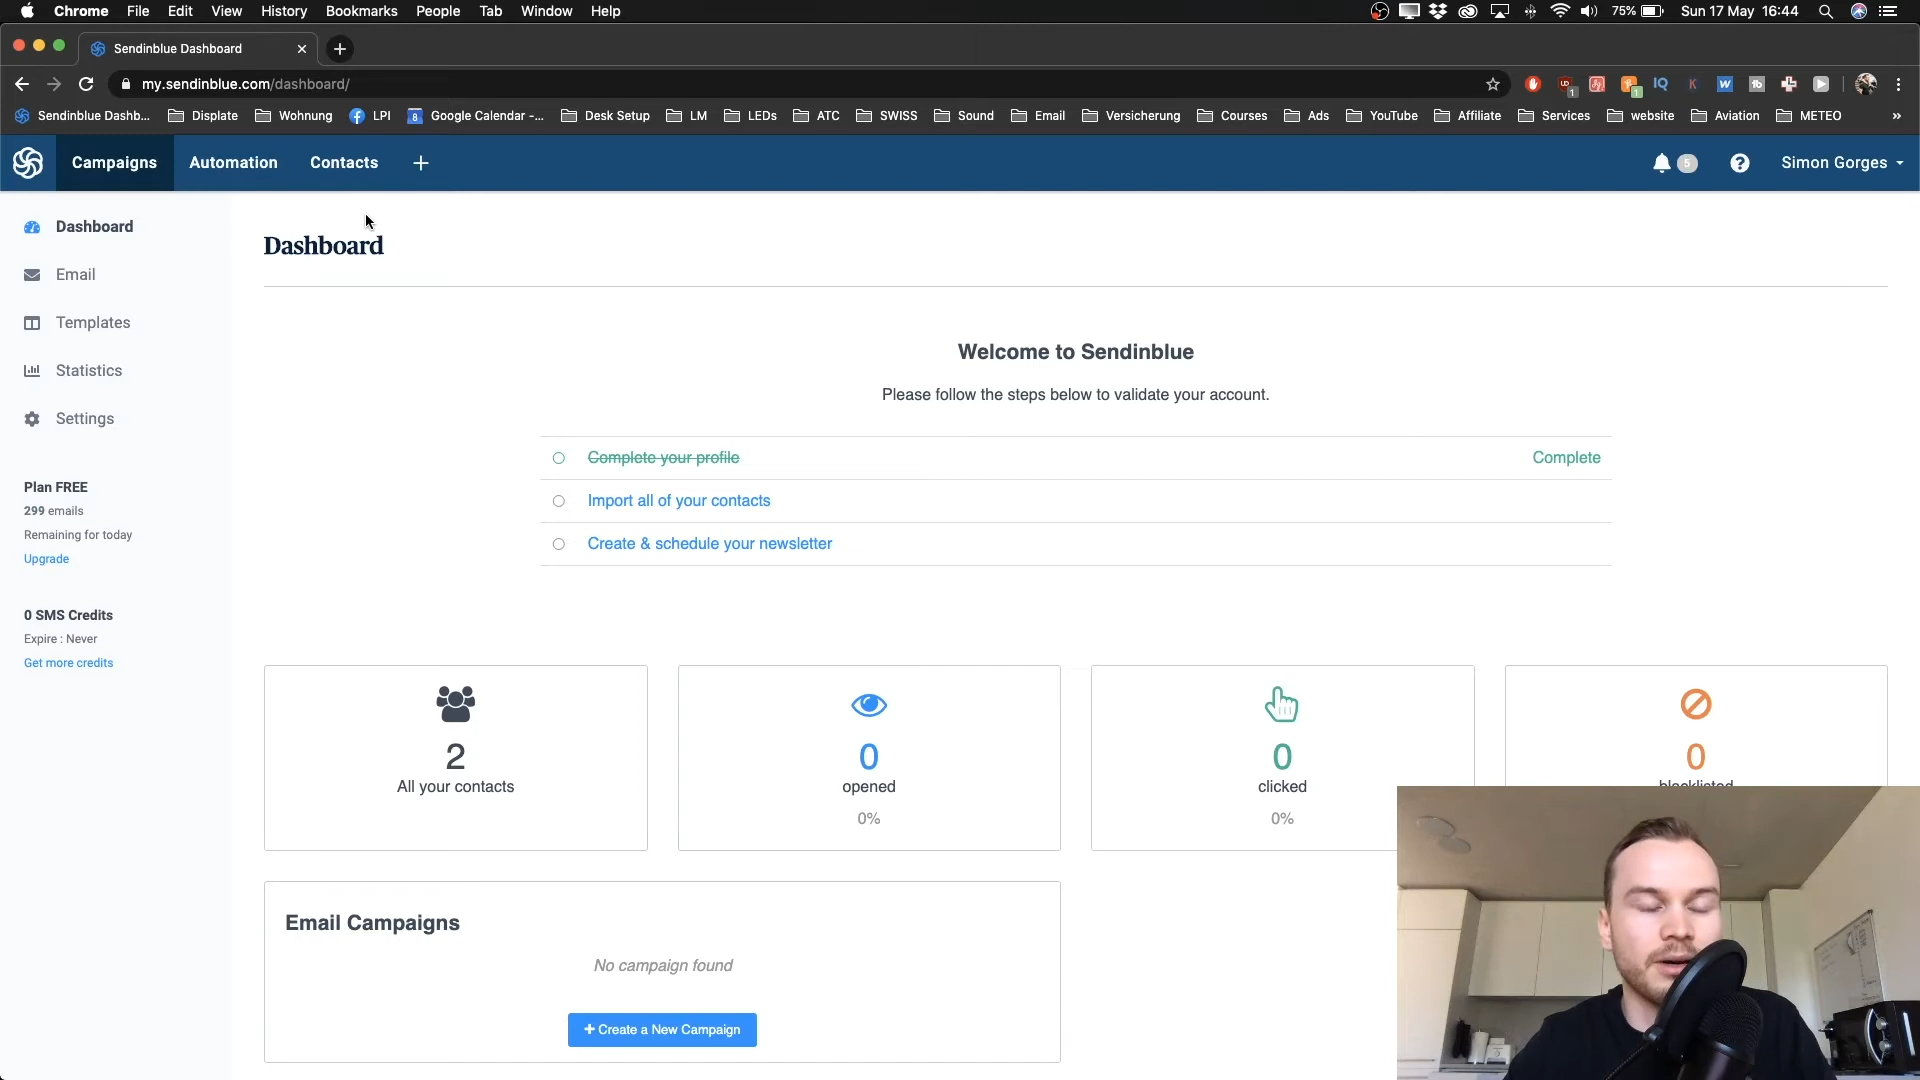 Chrome File Edit View History Bookmarks People Tab Window Help
75% Sun 17 May 16:44
Sendinblue Dashboard
my.sendinblue.com/dashboard/
Sendinblue Dashb... Displate Wohnung LPI Google Calendar -... Desk Setup LM LEDs ATC SWISS Sound Email Versicherung Courses Ads YouTube Affiliate Services website Aviation METEO »
Campaigns Automation Contacts + 5 ? Simon Gorges
Dashboard
Email
Templates
Statistics
Settings
Plan FREE
299 emails
Remaining for today
Upgrade
0 SMS Credits
Expire : Never
Get more credits
Dashboard
Welcome to Sendinblue
Please follow the steps below to validate your account.
Complete your profile Complete
Import all of your contacts
Create & schedule your newsletter
2
All your contacts
0
opened
0%
0
clicked
0%
0
blacklisted
Email Campaigns
No campaign found
+ Create a New Campaign